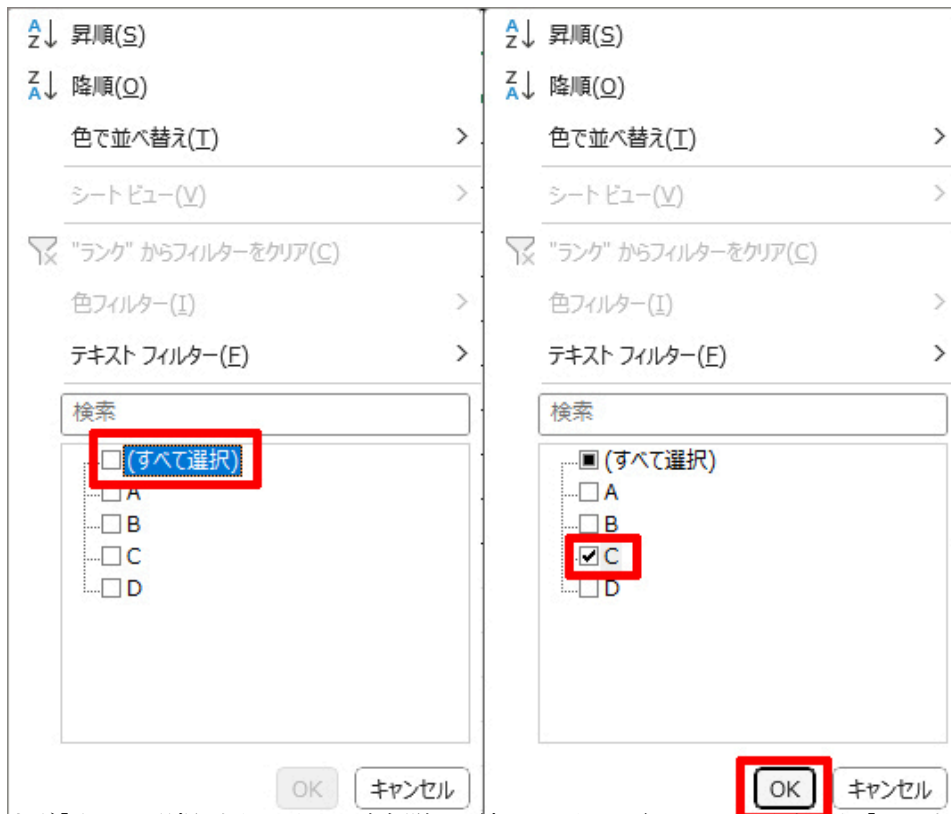 昇順(S)
降順(O)
色で並べ替え(T)
シート ビュー(V)
"ランク" からフィルターをクリア(C)
色フィルター(I)
テキスト フィルター(F)
検索
(すべて選択)
A
B
C
D
OK
キャンセル
昇順(S)
降順(O)
色で並べ替え(T)
シート ビュー(V)
"ランク" からフィルターをクリア(C)
色フィルター(I)
テキスト フィルター(F)
検索
(すべて選択)
A
B
C
D
OK
キャンセル